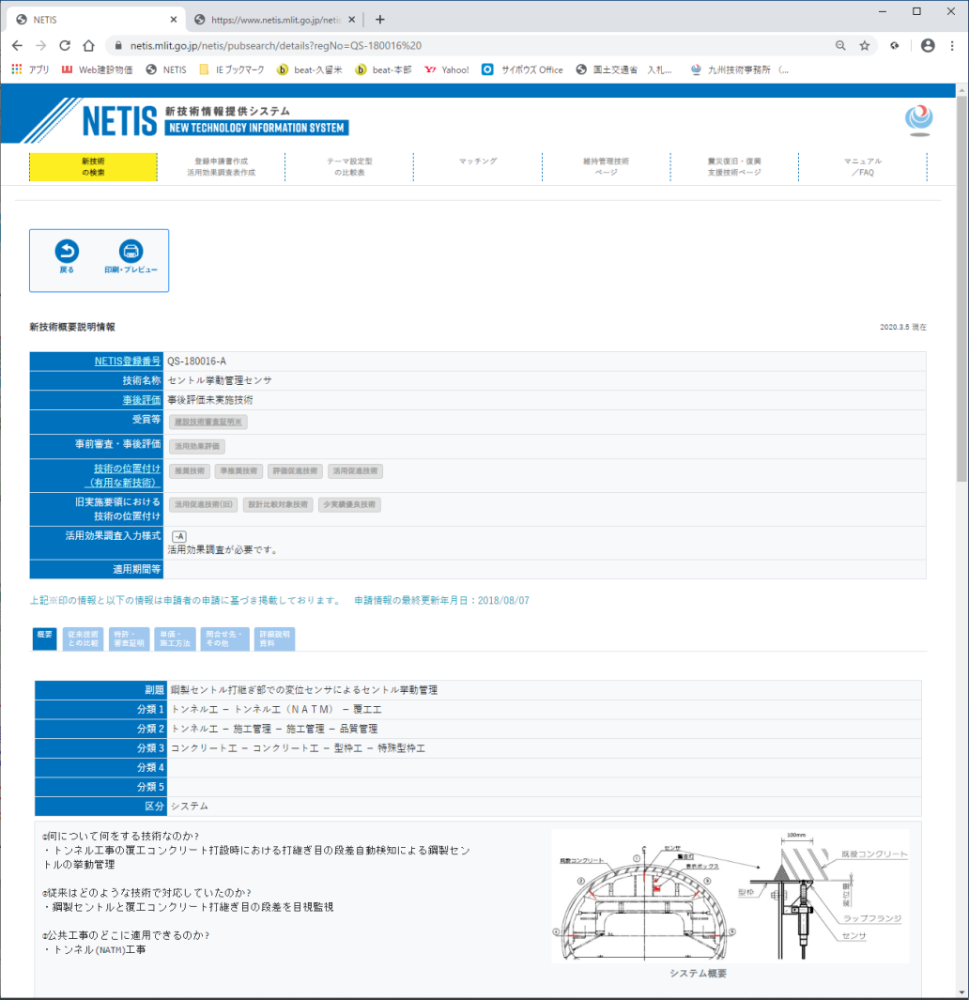 NETIS
https://www.netis.mlit.go.jp/netis
netis.mlit.go.jp/netis/pubsearch/details?regNo=QS-180016%20
アプリ Web建設物価 NETIS IEブックマーク beat-久留米 beat-本部 Yahoo! サイボウズ Office 国土交通省 入札... 九州技術事務所 (...
NETIS 新技術情報提供システム
NEW TECHNOLOGY INFORMATION SYSTEM
新技術
の検索
登録申請書作成
活用効果調査表作成
テーマ設定型
の比較表
マッチング
維持管理技術
ページ
震災復旧・復興
支援技術ページ
マニュアル
/FAQ
戻る 印刷・プレビュー
新技術概要説明情報 2020.3.5 現在
NETIS登録番号 QS-180016-A
技術名称 セントル挙動管理センサ
事後評価 事後評価未実施技術
受賞等 建設技術審査証明※
事前審査・事後評価 活用効果評価
技術の位置付け
(有用な新技術) 推奨技術 準推奨技術 評価促進技術 活用促進技術
旧実施要領における
技術の位置付け 活用促進技術(旧) 設計比較対象技術 少実績優良技術
活用効果調査入力様式 -A
活用効果調査が必要です。
適用期間等
上記※印の情報と以下の情報は申請者の申請に基づき掲載しております。 申請情報の最終更新年月日:2018/08/07
概要
従来技術
との比較
特許・
審査証明
単価・
施工方法
問合せ先・
その他
詳細説明
資料
副題 鋼製セントル打継ぎ部での変位センサによるセントル挙動管理
分類 1 トンネル工 − トンネル工(NATM) − 覆工工
分類 2 トンネル工 − 施工管理 − 施工管理 − 品質管理
分類 3 コンクリート工 − コンクリート工 − 型枠工 − 特殊型枠工
分類 4
分類 5
区分 システム
①何について何をする技術なのか?
・トンネル工事の覆工コンクリート打設時における打継ぎ目の段差自動検知による鋼製セン
トルの挙動管理
②従来はどのような技術で対応していたのか?
・鋼製セントルと覆工コンクリート打継ぎ目の段差を目視監視
③公共工事のどこに適用できるのか?
・トンネル(NATM)工事
既設コンクリート
センサ
警告灯
表示ボックス
S.L
100mm
既設コンクリート
型枠
ラップフランジ
センサ
システム概要